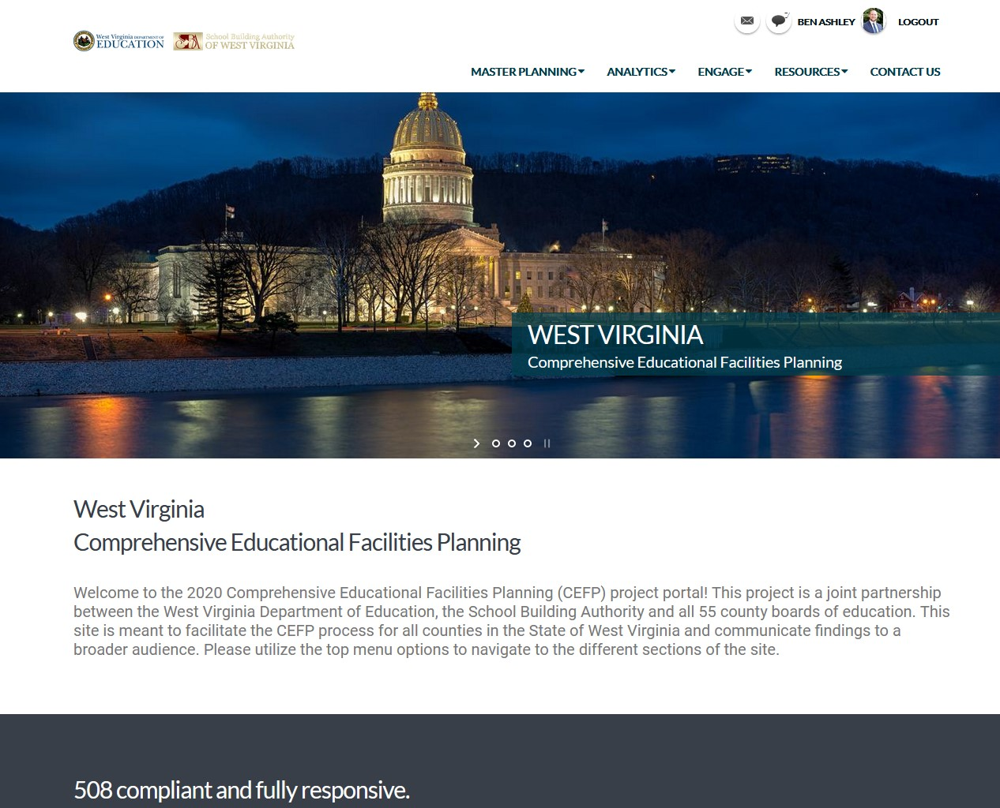 West Virginia DEPARTMENT OF
EDUCATION
School Building Authority
OF WEST VIRGINIA
BEN ASHLEY
LOGOUT
MASTER PLANNING
ANALYTICS
ENGAGE
RESOURCES
CONTACT US
WEST VIRGINIA
Comprehensive Educational Facilities Planning
West Virginia
Comprehensive Educational Facilities Planning
Welcome to the 2020 Comprehensive Educational Facilities Planning (CEFP) project portal! This project is a joint partnership
between the West Virginia Department of Education, the School Building Authority and all 55 county boards of education. This
site is meant to facilitate the CEFP process for all counties in the State of West Virginia and communicate findings to a
broader audience. Please utilize the top menu options to navigate to the different sections of the site.
508 compliant and fully responsive.